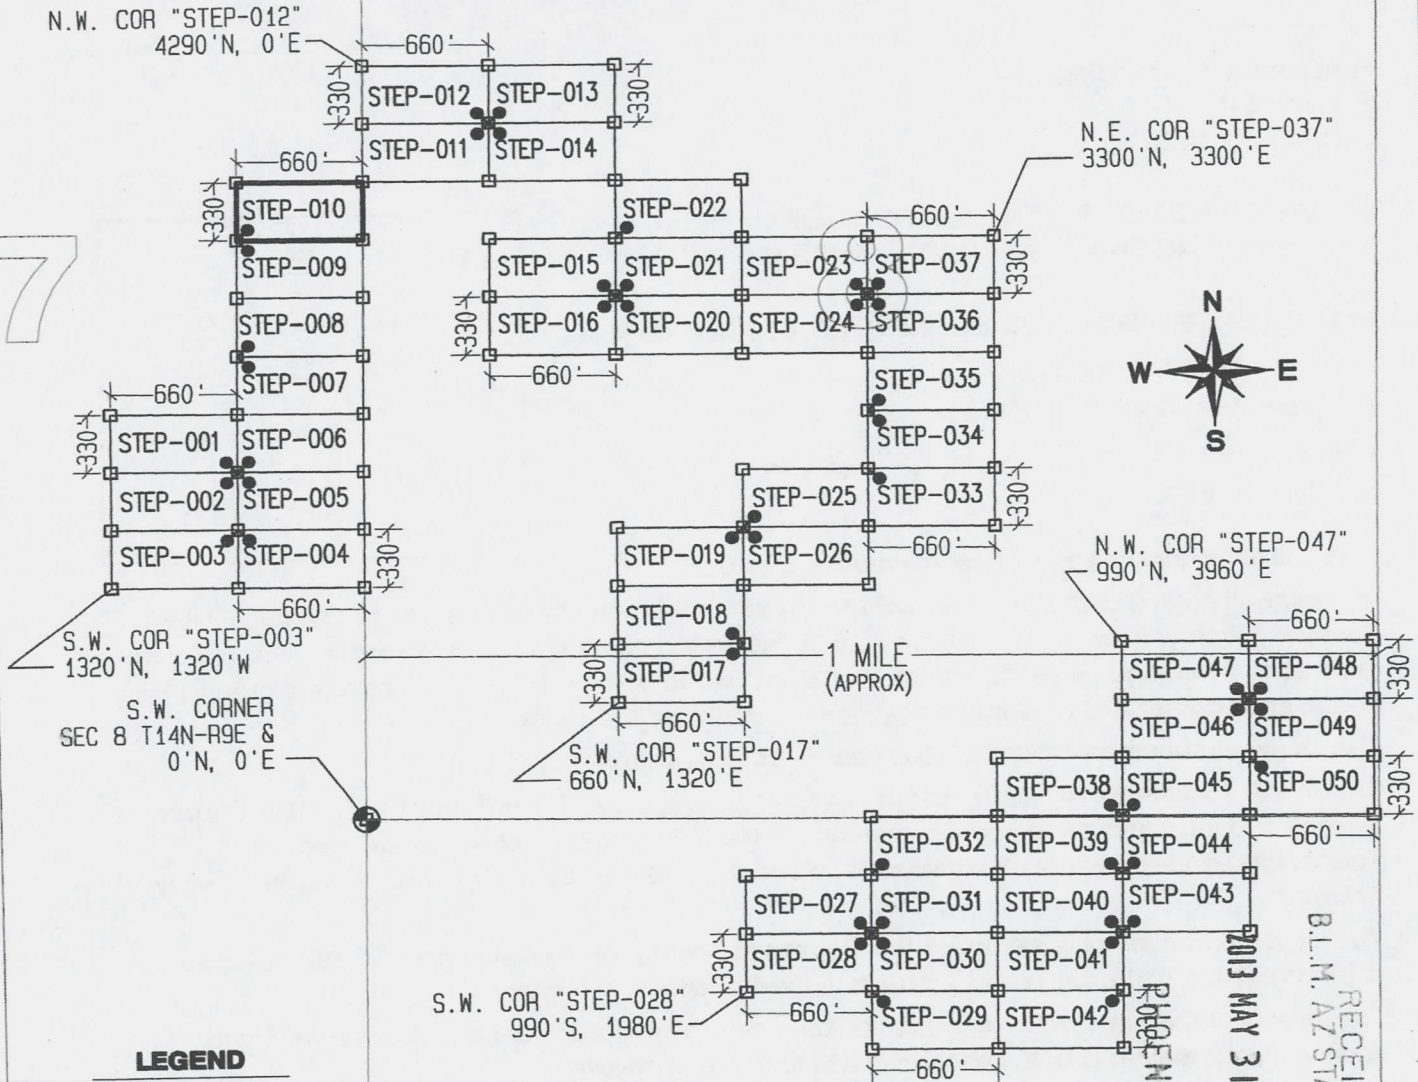 N.W. COR "STEP-012"
4290'N, 0'E
660'
330'
STEP-012
STEP-013
330'
STEP-011
STEP-014
N.E. COR "STEP-037"
3300'N, 3300'E
660'
330'
STEP-010
STEP-022
660'
7
8
STEP-009
STEP-015
STEP-021
STEP-023
STEP-037
330'
STEP-008
330'
STEP-016
STEP-020
STEP-024
STEP-036
N
W
E
S
660'
STEP-007
STEP-035
660'
330'
STEP-001
STEP-006
STEP-034
STEP-002
STEP-005
STEP-025
STEP-033
330'
STEP-003
STEP-004
330'
STEP-019
STEP-026
660'
N.W. COR "STEP-047"
990'N, 3960'E
660'
STEP-018
660'
S.W. COR "STEP-003"
1320'N, 1320'W
330'
STEP-017
1 MILE
(APPROX)
STEP-047
STEP-048
330'
660'
S.W. CORNER
SEC 8 T14N-R9E &
0'N, 0'E
S.W. COR "STEP-017"
660'N, 1320'E
STEP-046
STEP-049
STEP-038
STEP-045
STEP-050
330'
660'
STEP-032
STEP-039
STEP-044
STEP-027
STEP-031
STEP-040
STEP-043
330'
STEP-028
STEP-030
STEP-041
S.W. COR "STEP-028"
990'S, 1980'E
660'
STEP-029
STEP-042
660'
LEGEND
RECEI
B.L.M. AZ ST
2013 MAY 31